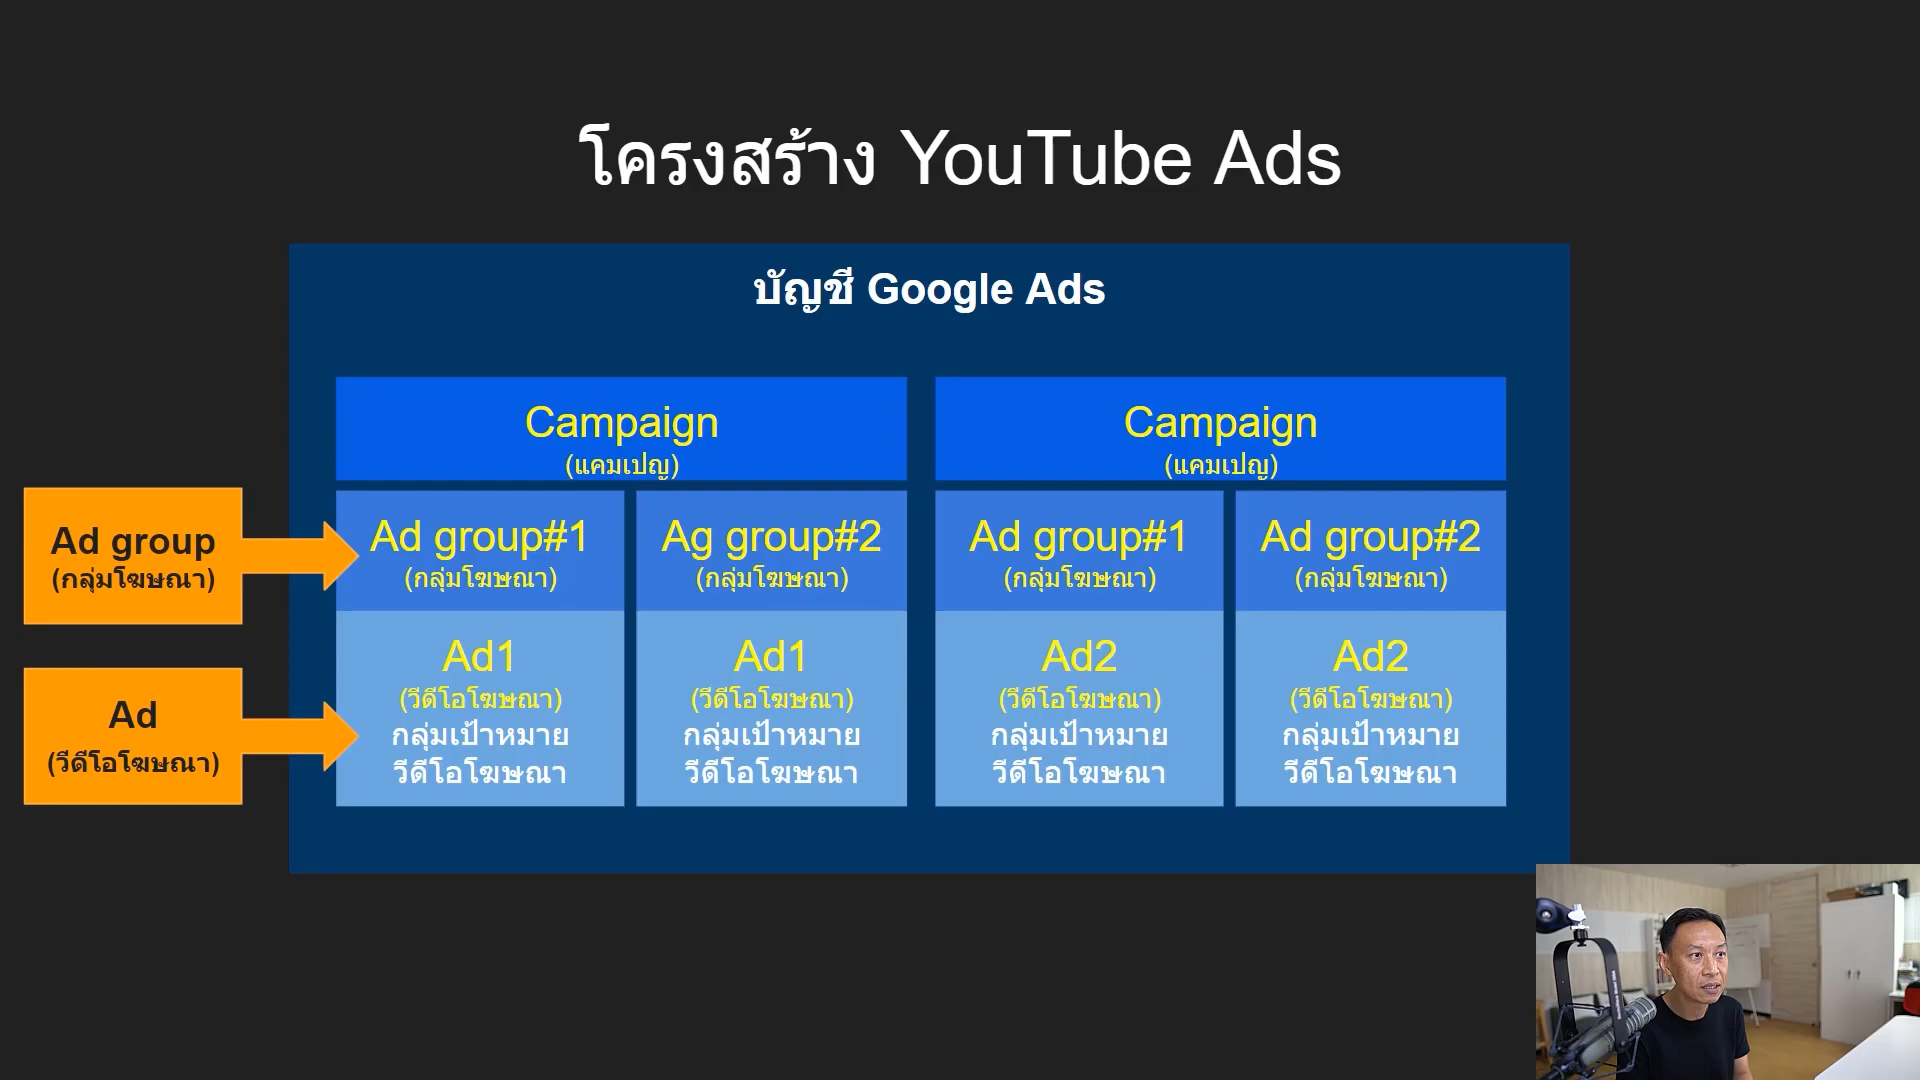 โครงสร้าง YouTube Ads
บัญชี Google Ads
Campaign
(แคมเปญ)
Campaign
(แคมเปญ)
Ad group
(กลุ่มโฆษณา)
Ad group#1
(กลุ่มโฆษณา)
Ag group#2
(กลุ่มโฆษณา)
Ad group#1
(กลุ่มโฆษณา)
Ad group#2
(กลุ่มโฆษณา)
Ad
(วีดีโอโฆษณา)
Ad1
(วีดีโอโฆษณา)
กลุ่มเป้าหมาย
วีดีโอโฆษณา
Ad1
(วีดีโอโฆษณา)
กลุ่มเป้าหมาย
วีดีโอโฆษณา
Ad2
(วีดีโอโฆษณา)
กลุ่มเป้าหมาย
วีดีโอโฆษณา
Ad2
(วีดีโอโฆษณา)
กลุ่มเป้าหมาย
วีดีโอโฆษณา